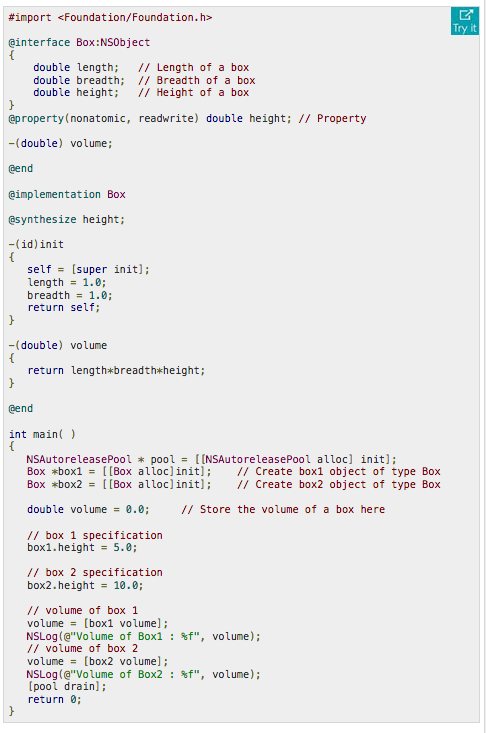 #import <Foundation/Foundation.h>
Try it
@interface Box:NSObject
{
    double length;   // Length of a box
    double breadth;  // Breadth of a box
    double height;   // Height of a box
}
@property(nonatomic, readwrite) double height; // Property
-(double) volume;
@end
@implementation Box
@synthesize height;
-(id)init
{
   self = [super init];
   length = 1.0;
   breadth = 1.0;
   return self;
}
-(double) volume
{
   return length*breadth*height;
}
@end
int main( )
{
   NSAutoreleasePool * pool = [[NSAutoreleasePool alloc] init];
   Box *box1 = [[Box alloc]init];    // Create box1 object of type Box
   Box *box2 = [[Box alloc]init];    // Create box2 object of type Box
   double volume = 0.0;     // Store the volume of a box here
   // box 1 specification
   box1.height = 5.0;
   // box 2 specification
   box2.height = 10.0;
   // volume of box 1
   volume = [box1 volume];
   NSLog(@"Volume of Box1 : %f", volume);
   // volume of box 2
   volume = [box2 volume];
   NSLog(@"Volume of Box2 : %f", volume);
   [pool drain];
   return 0;
}